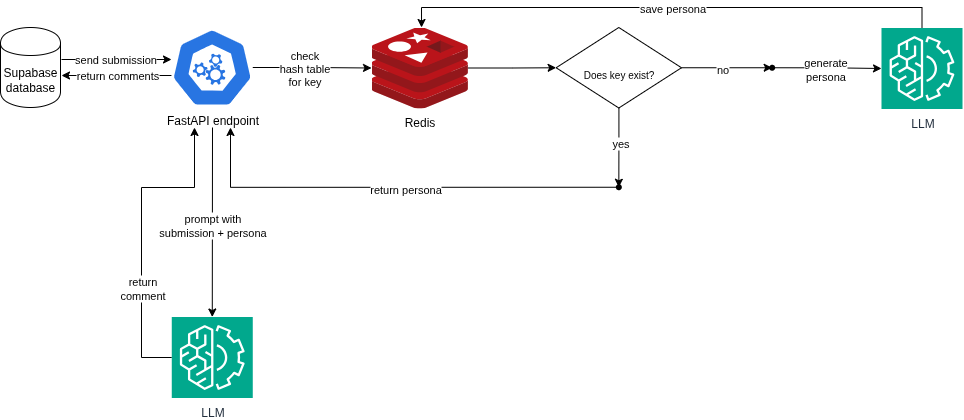 save persona
Supabase
database
send submission
return comments
FastAPI endpoint
check
hash table
for key
Redis
Does key exist?
no
generate
persona
LLM
yes
return persona
prompt with
submission + persona
return
comment
LLM